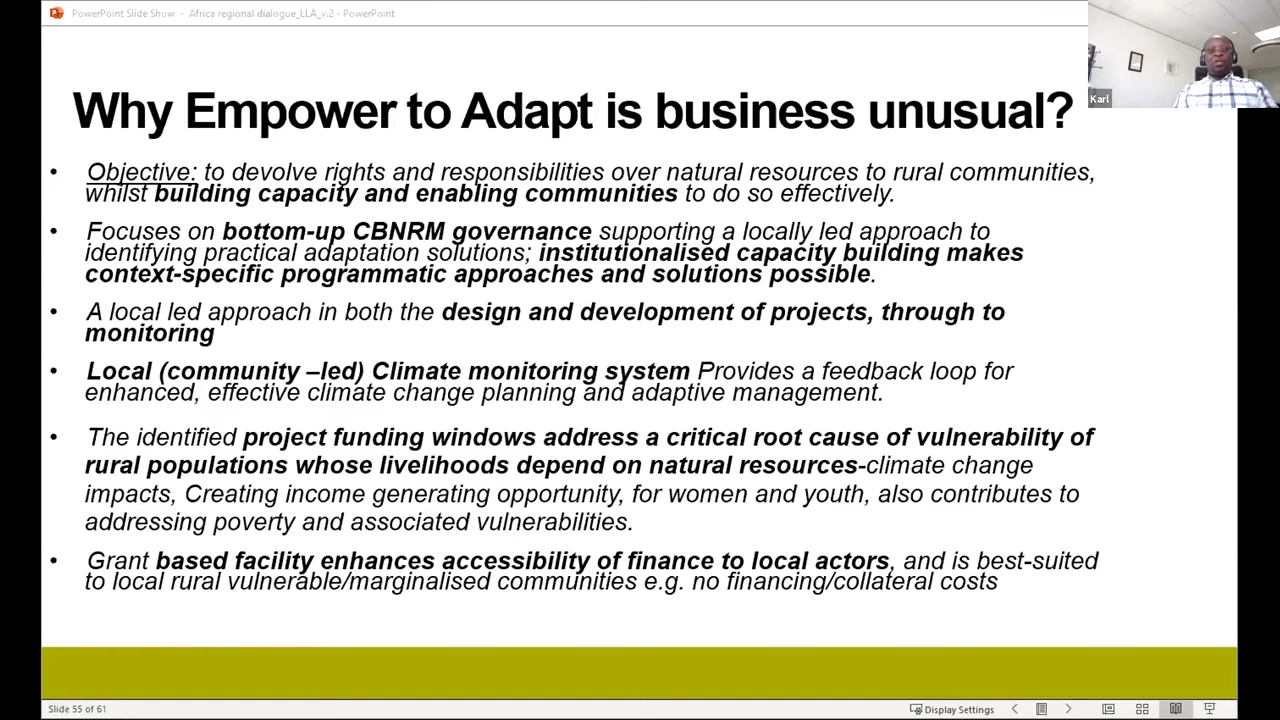 PowerPoint Slide Show - Africa regional dialogue_LLA_v.2 - PowerPoint
Karl
Why Empower to Adapt is business unusual?
• Objective: to devolve rights and responsibilities over natural resources to rural communities,
whilst building capacity and enabling communities to do so effectively.
• Focuses on bottom-up CBNRM governance supporting a locally led approach to
identifying practical adaptation solutions; institutionalised capacity building makes
context-specific programmatic approaches and solutions possible.
• A local led approach in both the design and development of projects, through to
monitoring
• Local (community –led) Climate monitoring system Provides a feedback loop for
enhanced, effective climate change planning and adaptive management.
• The identified project funding windows address a critical root cause of vulnerability of
rural populations whose livelihoods depend on natural resources-climate change
impacts, Creating income generating opportunity, for women and youth, also contributes to
addressing poverty and associated vulnerabilities.
• Grant based facility enhances accessibility of finance to local actors, and is best-suited
to local rural vulnerable/marginalised communities e.g. no financing/collateral costs
Slide 55 of 61
Display Settings